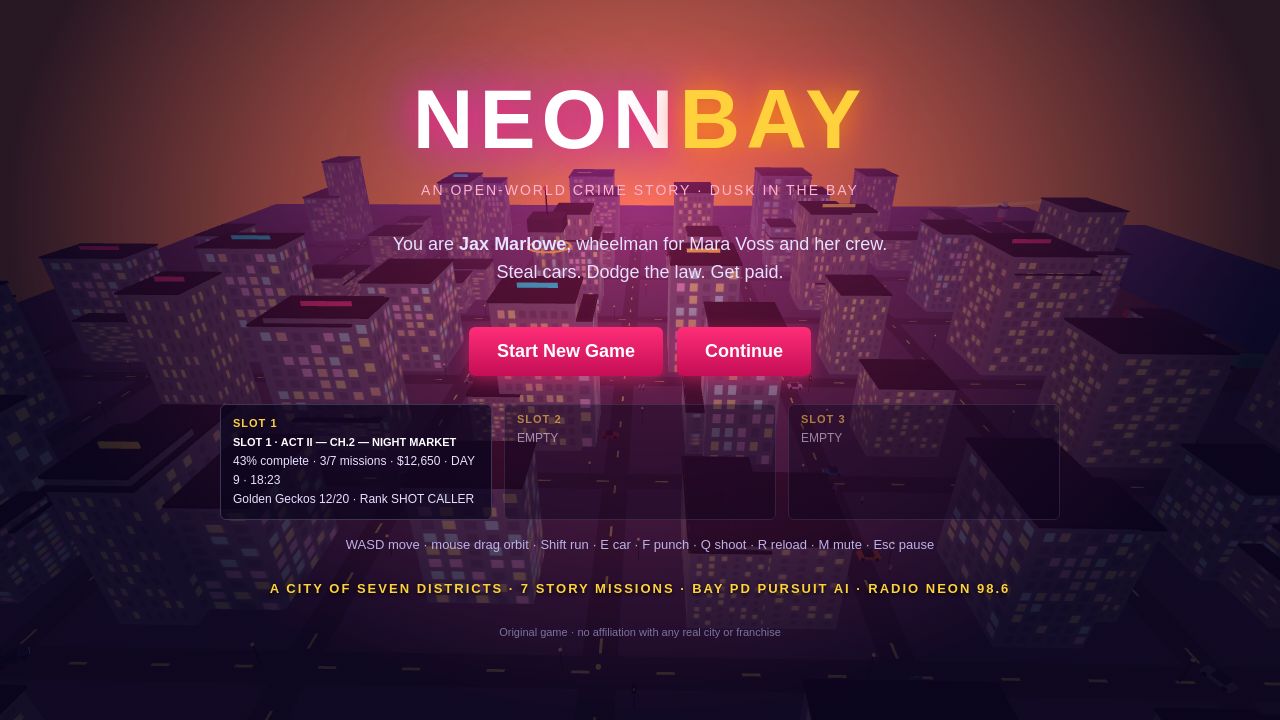 NEONBAY
AN OPEN-WORLD CRIME STORY · DUSK IN THE BAY
You are Jax Marlowe, wheelman for Mara Voss and her crew.
Steal cars. Dodge the law. Get paid.
Start New Game
Continue
SLOT 1
SLOT 1 · ACT II — CH.2 — NIGHT MARKET
43% complete · 3/7 missions · $12,650 · DAY
9 · 18:23
Golden Geckos 12/20 · Rank SHOT CALLER
SLOT 2
EMPTY
SLOT 3
EMPTY
WASD move · mouse drag orbit · Shift run · E car · F punch · Q shoot · R reload · M mute · Esc pause
A CITY OF SEVEN DISTRICTS · 7 STORY MISSIONS · BAY PD PURSUIT AI · RADIO NEON 98.6
Original game · no affiliation with any real city or franchise